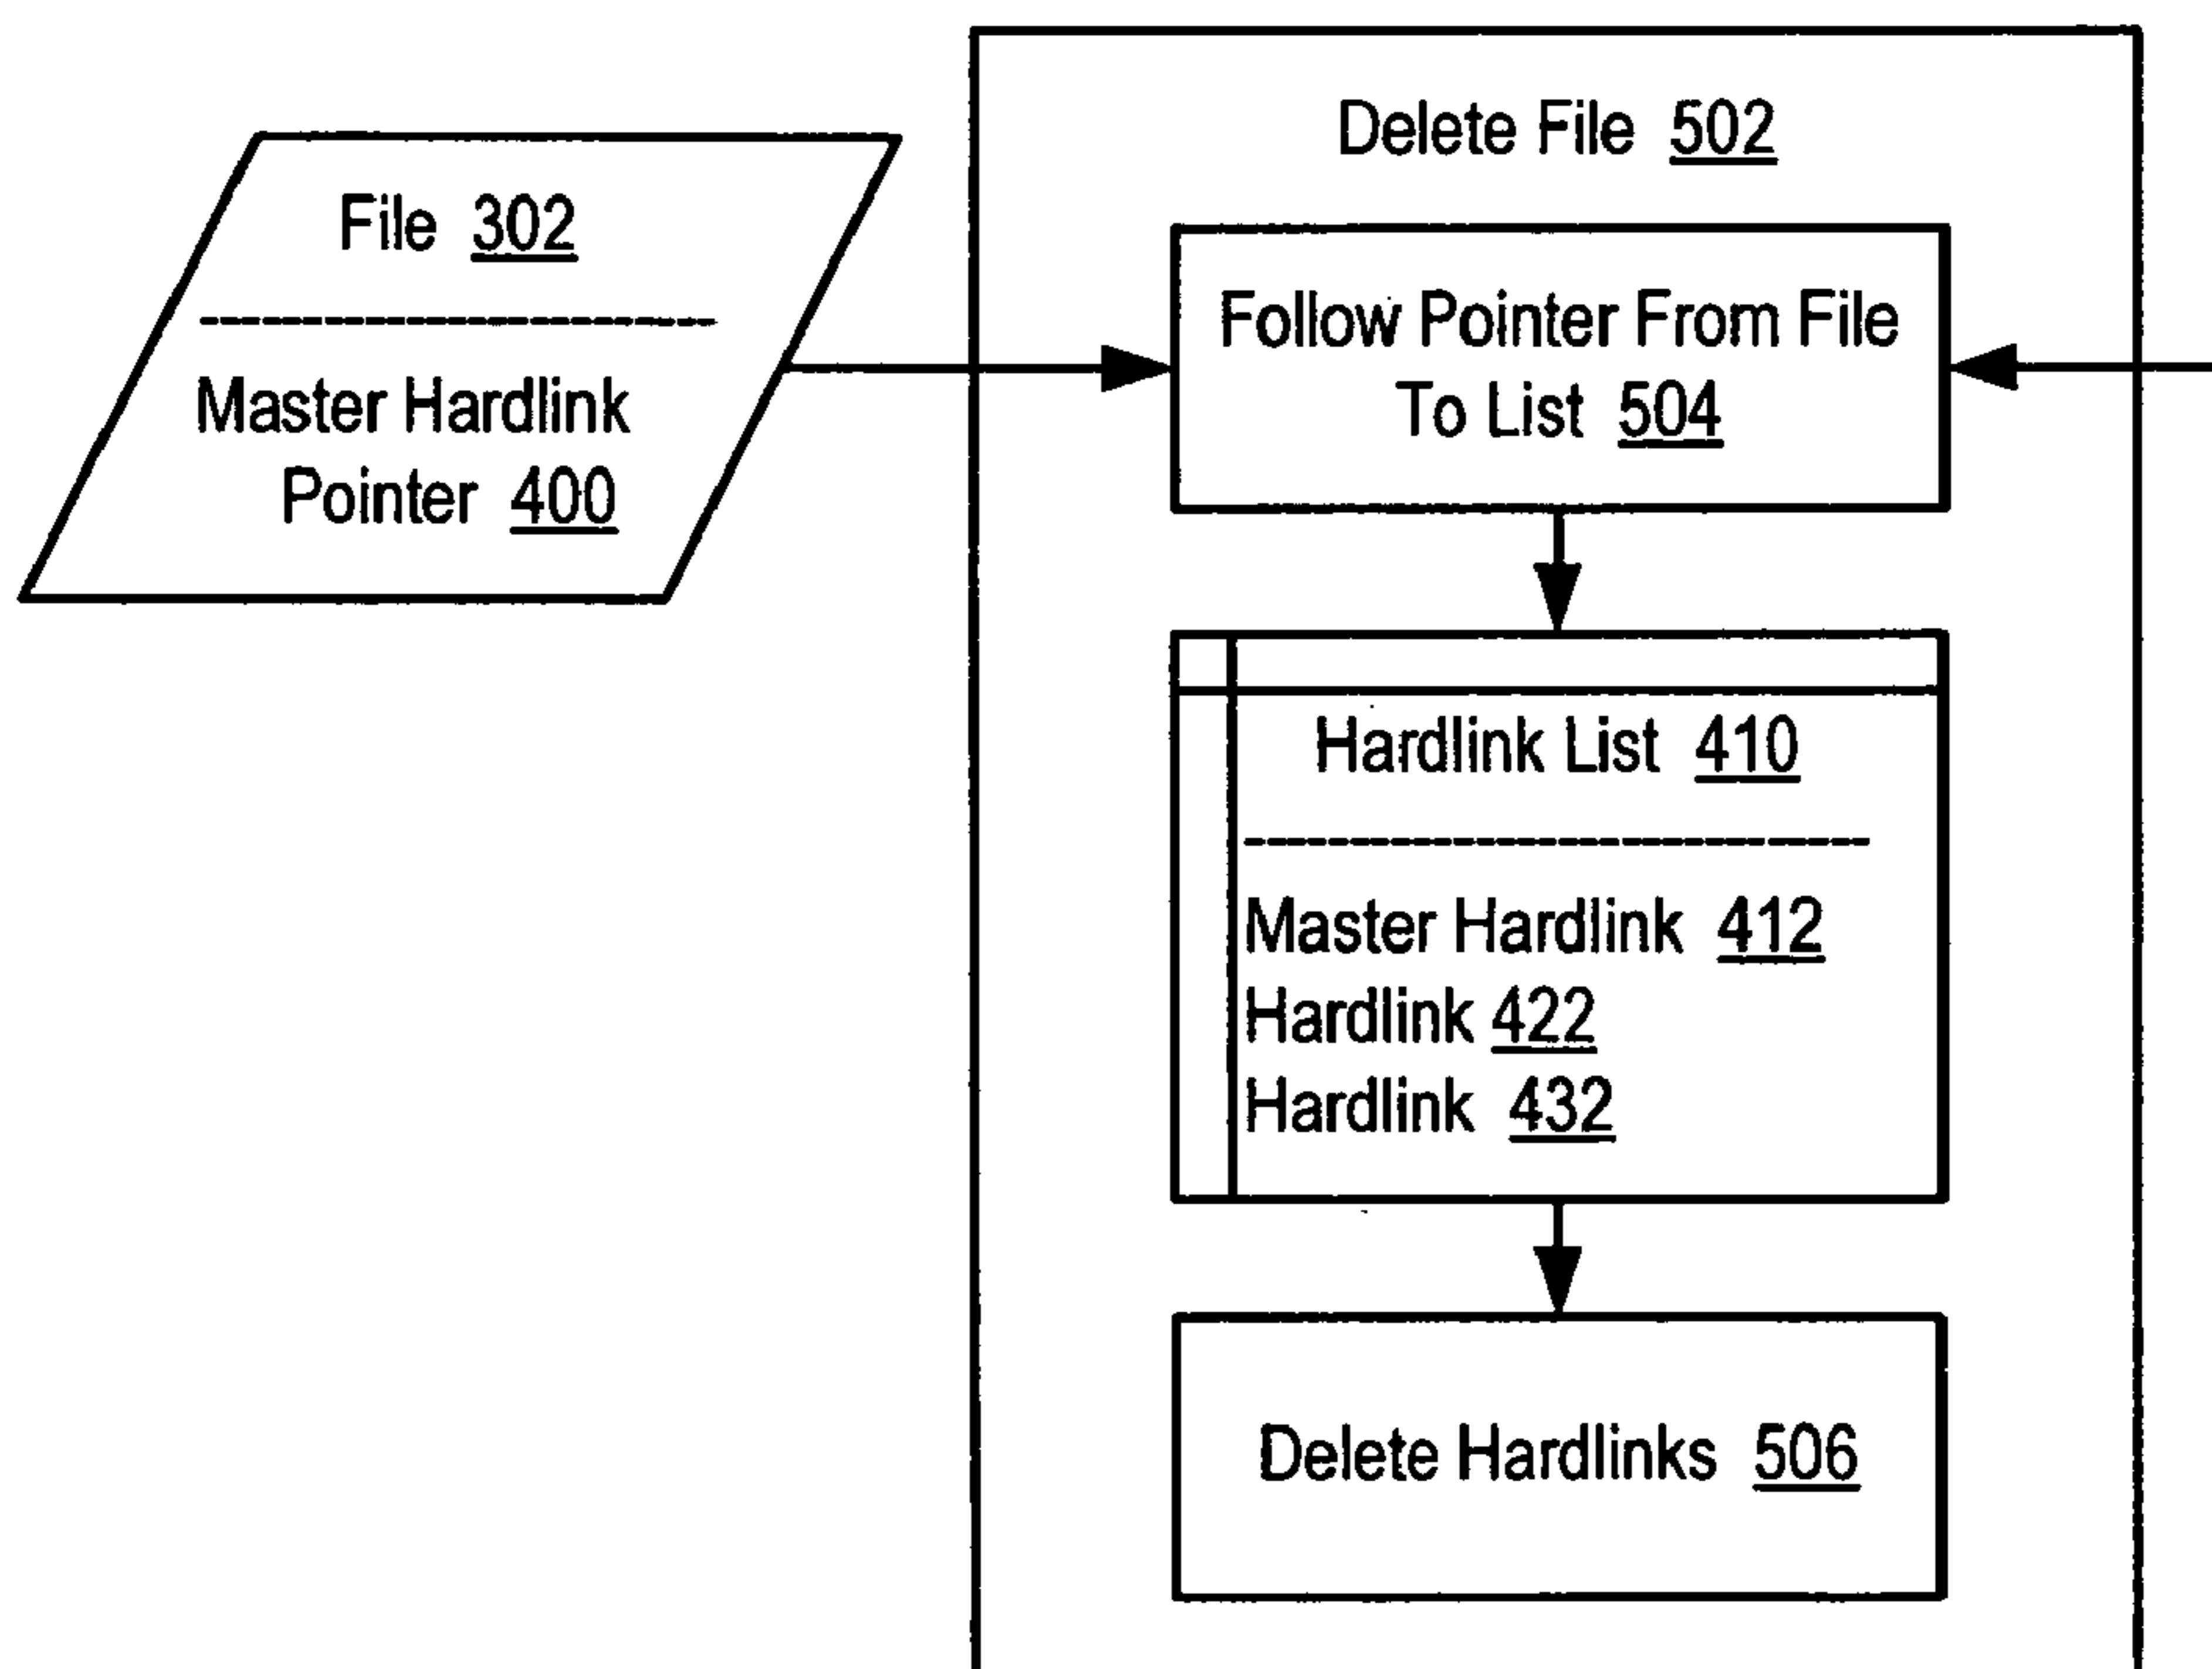 Delete File 502
File 302
Master Hardlink
Pointer 400
Follow Pointer From File
To List 504
Hardlink List 410
Master Hardlink 412
Hardlink 422
Hardlink 432
Delete Hardlinks 506